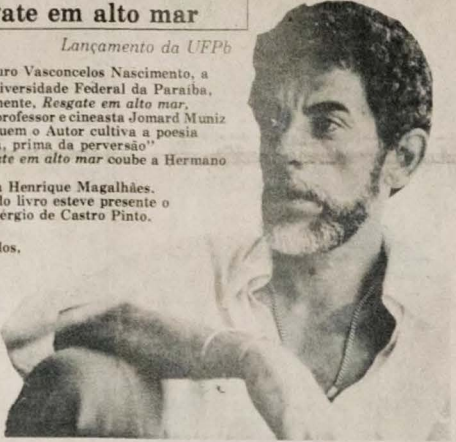 ate em alto mar
Lançamento da UFPb
uro Vasconcelos Nascimento, a
iversidade Federal da Paraíba,
mente, Resgate em alto mar,
professor e cineasta Jomard Muniz
uem o Autor cultiva a poesia
, prima da perversão"
te em alto mar coube a Hermano
a Henrique Magalhães.
do livro esteve presente o
érgio de Castro Pinto.
los,